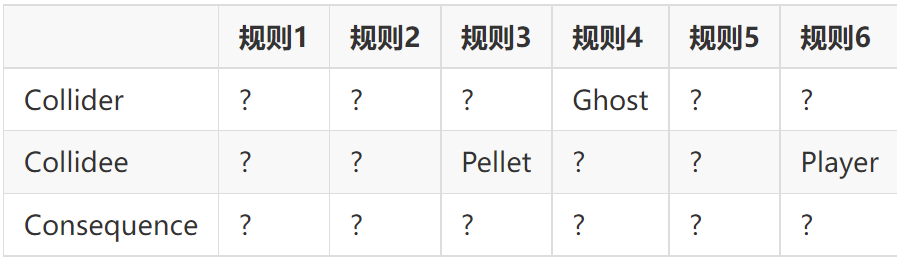 规则1 规则2 规则3 规则4 规则5 规则6
Collider ? ? ? Ghost ? ?
Collidee ? ? Pellet ? ? Player
Consequence ? ? ? ? ? ?